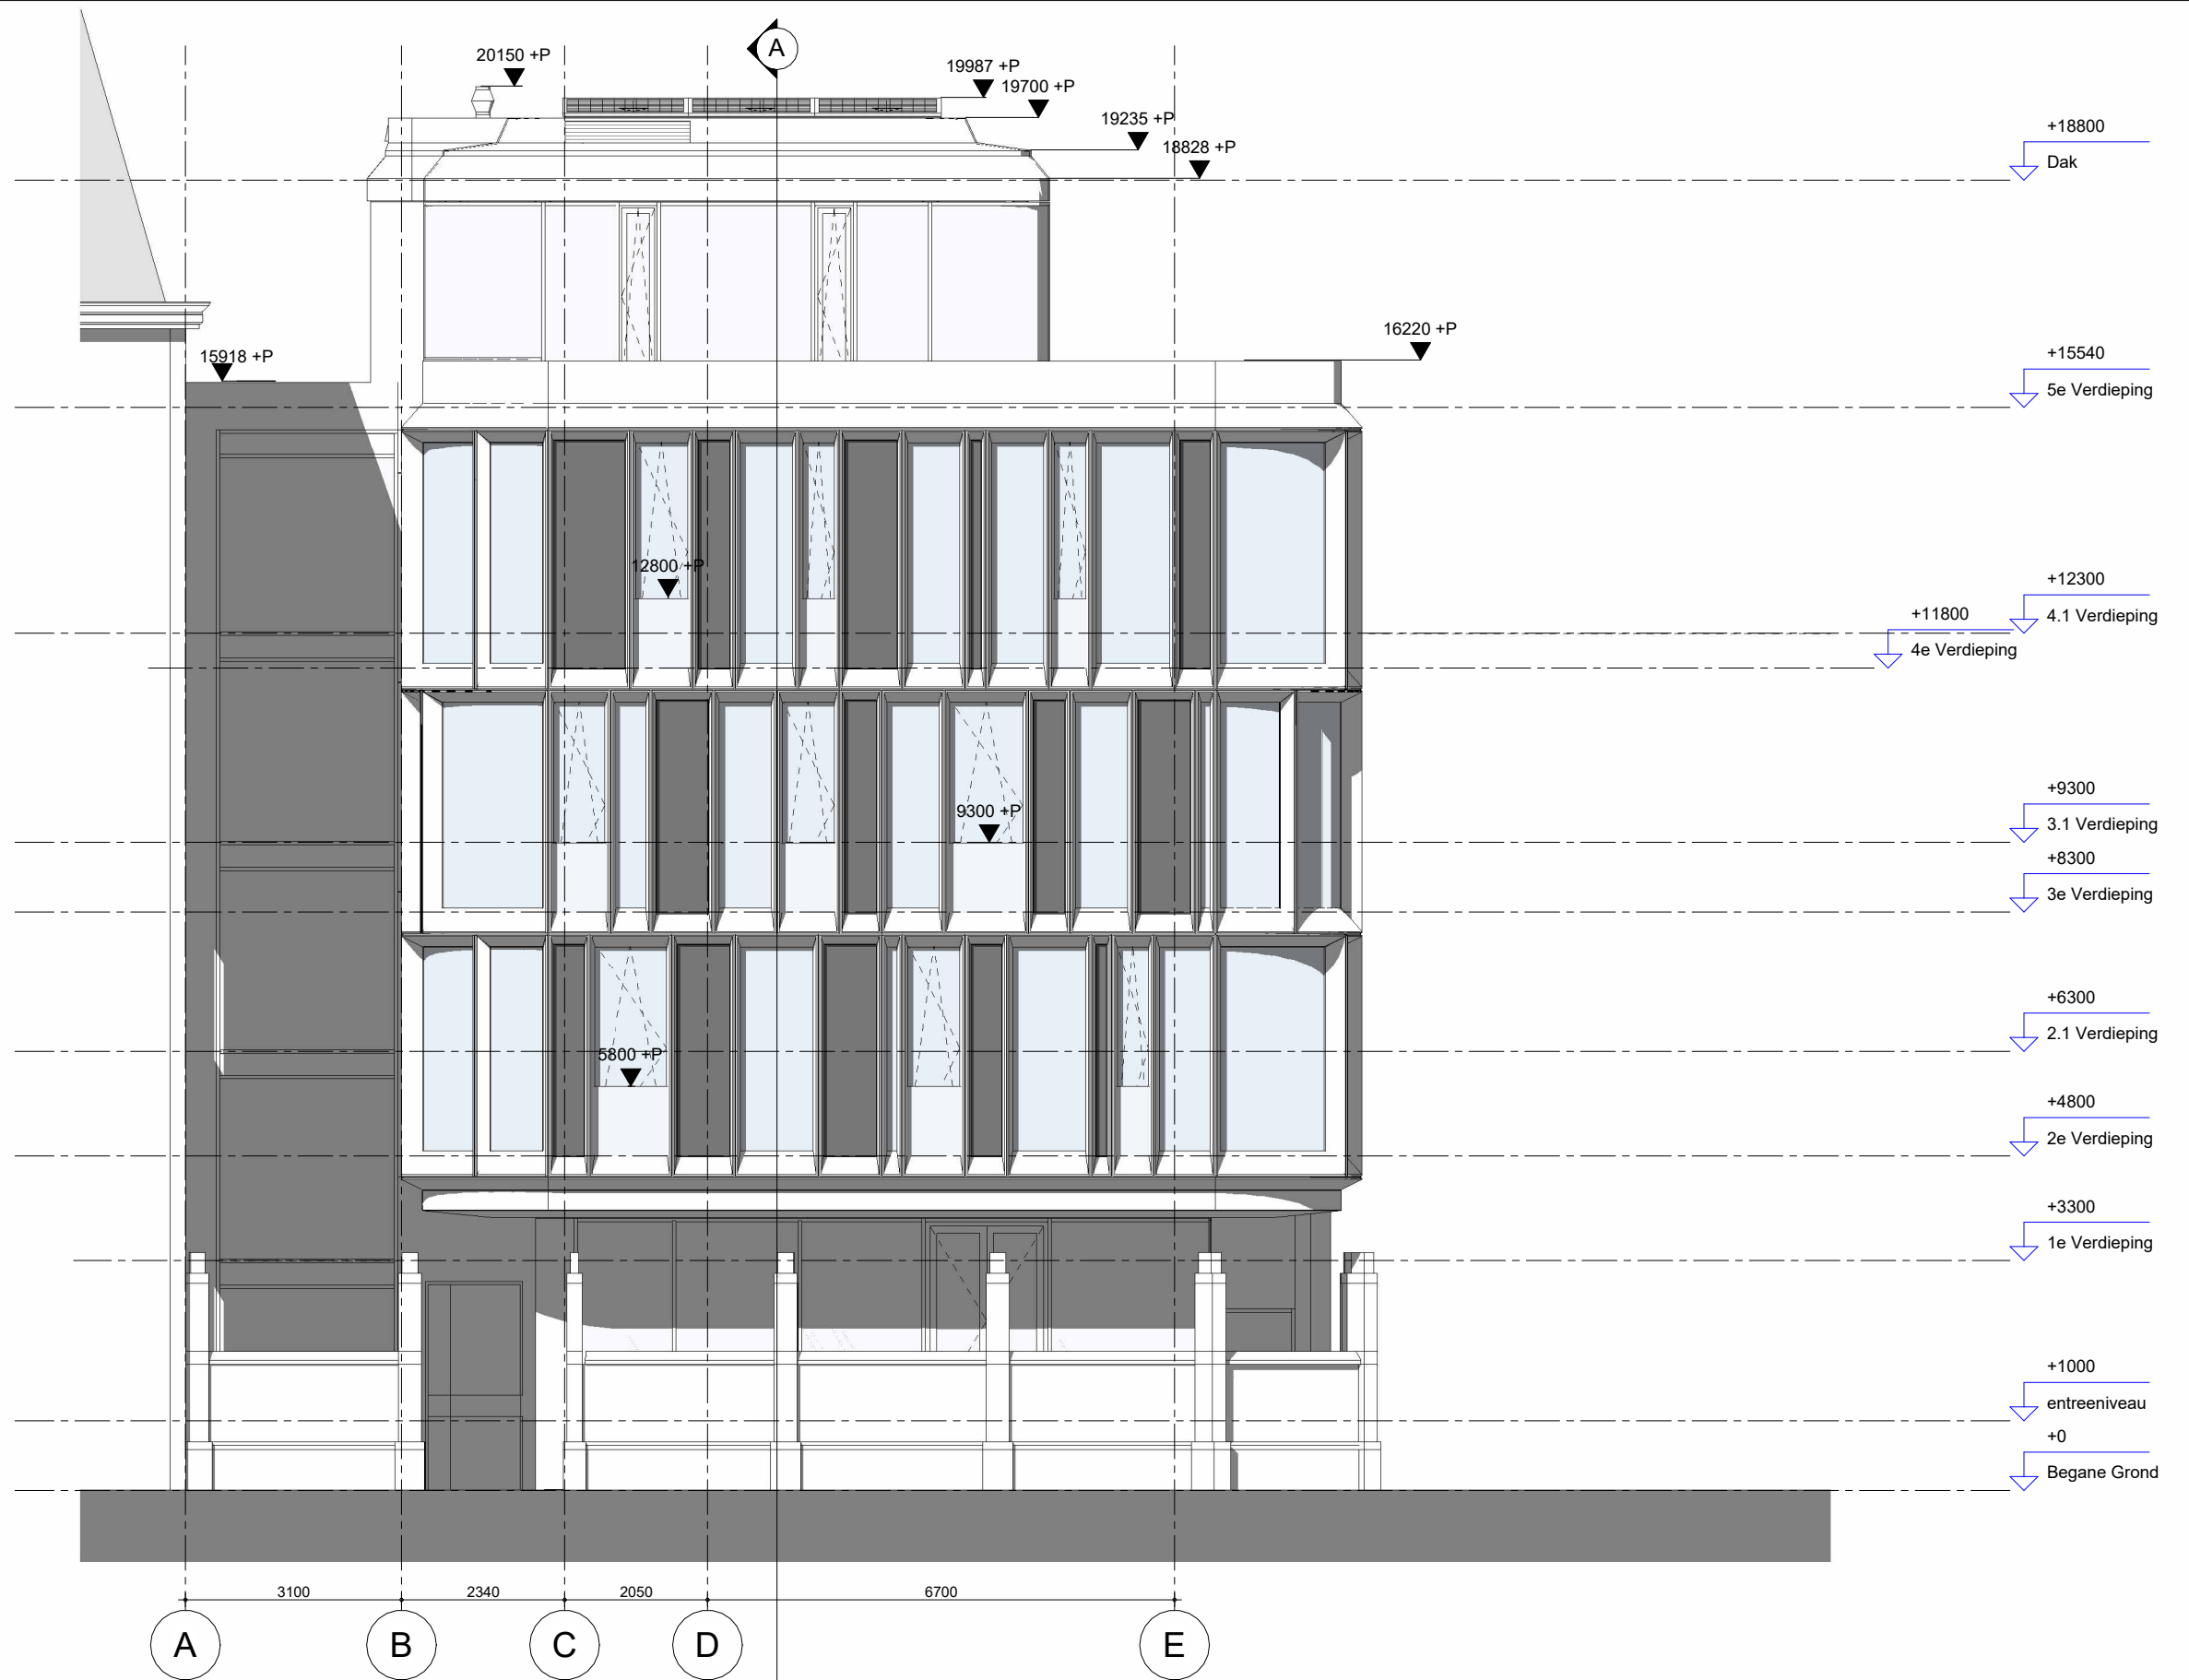 A
20150 +P
19987 +P
19700 +P
19235 +P
18828 +P
+18800
Dak
16220 +P
15918 +P
+15540
5e Verdieping
12800 +P
+12300
4.1 Verdieping
+11800
4e Verdieping
9300 +P
+9300
3.1 Verdieping
+8300
3e Verdieping
5800 +P
+6300
2.1 Verdieping
+4800
2e Verdieping
+3300
1e Verdieping
+1000
entreeniveau
+0
Begane Grond
3100
2340
2050
6700
A
B
C
D
E